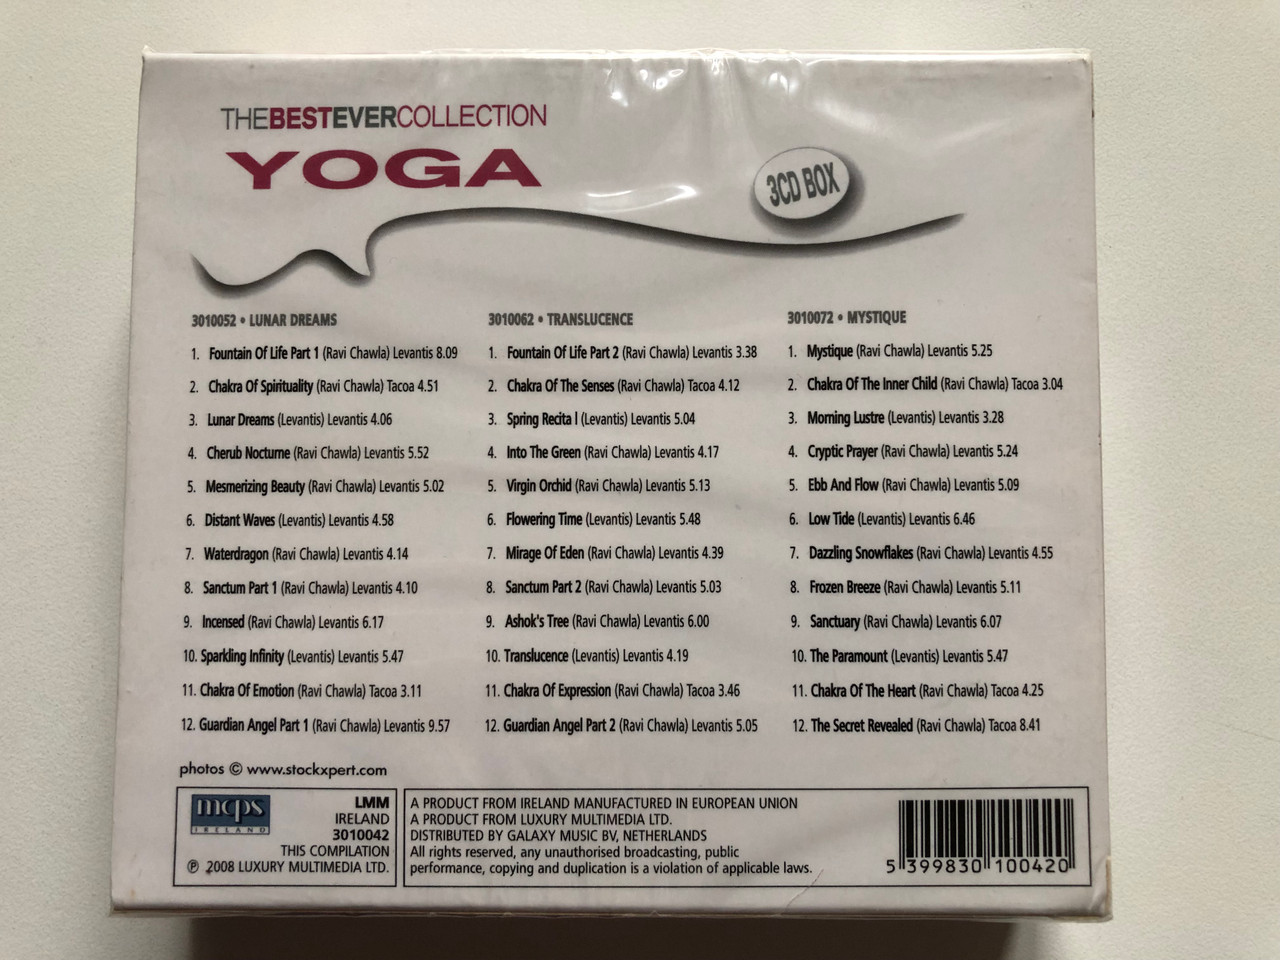 THEBESTEVERCOLLECTION
YOGA
3CD BOX
3010052 • LUNAR DREAMS
1. Fountain Of Life Part 1 (Ravi Chawla) Levantis 8.09
2. Chakra Of Spirituality (Ravi Chawla) Tacoa 4.51
3. Lunar Dreams (Levantis) Levantis 4.06
4. Cherub Nocturne (Ravi Chawla) Levantis 5.52
5. Mesmerizing Beauty (Ravi Chawla) Levantis 5.02
6. Distant Waves (Levantis) Levantis 4.58
7. Waterdragon (Ravi Chawla) Levantis 4.14
8. Sanctum Part 1 (Ravi Chawla) Levantis 4.10
9. Incensed (Ravi Chawla) Levantis 6.17
10. Sparkling Infinity (Levantis) Levantis 5.47
11. Chakra Of Emotion (Ravi Chawla) Tacoa 3.11
12. Guardian Angel Part 1 (Ravi Chawla) Levantis 9.57
3010062 • TRANSLUCENCE
1. Fountain Of Life Part 2 (Ravi Chawla) Levantis 3.38
2. Chakra Of The Senses (Ravi Chawla) Tacoa 4.12
3. Spring Recita l (Levantis) Levantis 5.04
4. Into The Green (Ravi Chawla) Levantis 4.17
5. Virgin Orchid (Ravi Chawla) Levantis 5.13
6. Flowering Time (Levantis) Levantis 5.48
7. Mirage Of Eden (Ravi Chawla) Levantis 4.39
8. Sanctum Part 2 (Ravi Chawla) Levantis 5.03
9. Ashok's Tree (Ravi Chawla) Levantis 6.00
10. Translucence (Levantis) Levantis 4.19
11. Chakra Of Expression (Ravi Chawla) Tacoa 3.46
12. Guardian Angel Part 2 (Ravi Chawla) Levantis 5.05
3010072 • MYSTIQUE
1. Mystique (Ravi Chawla) Levantis 5.25
2. Chakra Of The Inner Child (Ravi Chawla) Tacoa 3.04
3. Morning Lustre (Levantis) Levantis 3.28
4. Cryptic Prayer (Ravi Chawla) Levantis 5.24
5. Ebb And Flow (Ravi Chawla) Levantis 5.09
6. Low Tide (Levantis) Levantis 6.46
7. Dazzling Snowflakes (Ravi Chawla) Levantis 4.55
8. Frozen Breeze (Ravi Chawla) Levantis 5.11
9. Sanctuary (Ravi Chawla) Levantis 6.07
10. The Paramount (Levantis) Levantis 5.47
11. Chakra Of The Heart (Ravi Chawla) Tacoa 4.25
12. The Secret Revealed (Ravi Chawla) Tacoa 8.41
photos © www.stockxpert.com
mcps
IRELAND
LMM
IRELAND
3010042
THIS COMPILATION
℗ 2008 LUXURY MULTIMEDIA LTD.
A PRODUCT FROM IRELAND MANUFACTURED IN EUROPEAN UNION
A PRODUCT FROM LUXURY MULTIMEDIA LTD.
DISTRIBUTED BY GALAXY MUSIC BV, NETHERLANDS
All rights reserved, any unauthorised broadcasting, public
performance, copying and duplication is a violation of applicable laws.
5 399830 100420